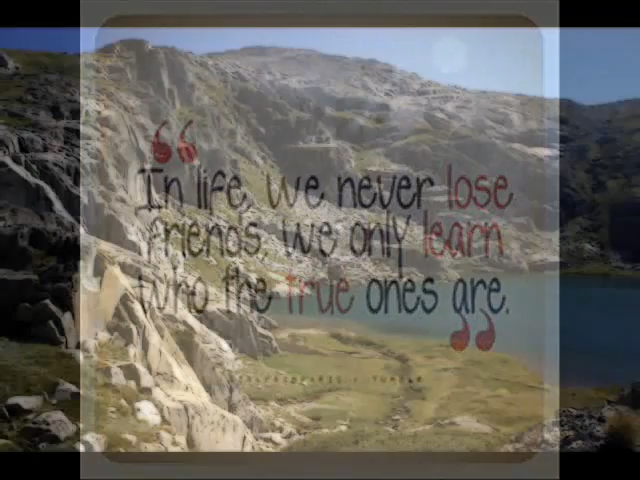 “In life, we never lose
friends, we only learn
who the true ones are.”